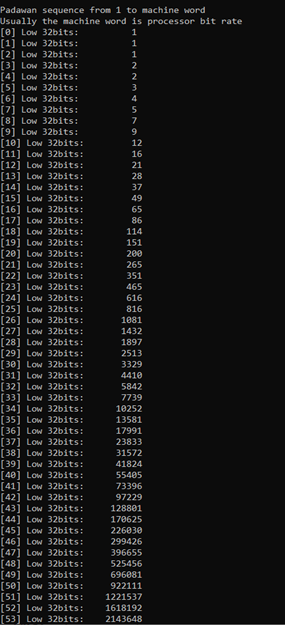 Padawan sequence from 1 to machine word
Usually the machine word is processor bit rate
[0] Low 32bits: 1
[1] Low 32bits: 1
[2] Low 32bits: 1
[3] Low 32bits: 2
[4] Low 32bits: 2
[5] Low 32bits: 3
[6] Low 32bits: 4
[7] Low 32bits: 5
[8] Low 32bits: 7
[9] Low 32bits: 9
[10] Low 32bits: 12
[11] Low 32bits: 16
[12] Low 32bits: 21
[13] Low 32bits: 28
[14] Low 32bits: 37
[15] Low 32bits: 49
[16] Low 32bits: 65
[17] Low 32bits: 86
[18] Low 32bits: 114
[19] Low 32bits: 151
[20] Low 32bits: 200
[21] Low 32bits: 265
[22] Low 32bits: 351
[23] Low 32bits: 465
[24] Low 32bits: 616
[25] Low 32bits: 816
[26] Low 32bits: 1081
[27] Low 32bits: 1432
[28] Low 32bits: 1897
[29] Low 32bits: 2513
[30] Low 32bits: 3329
[31] Low 32bits: 4410
[32] Low 32bits: 5842
[33] Low 32bits: 7739
[34] Low 32bits: 10252
[35] Low 32bits: 13581
[36] Low 32bits: 17991
[37] Low 32bits: 23833
[38] Low 32bits: 31572
[39] Low 32bits: 41824
[40] Low 32bits: 55405
[41] Low 32bits: 73396
[42] Low 32bits: 97229
[43] Low 32bits: 128801
[44] Low 32bits: 170625
[45] Low 32bits: 226030
[46] Low 32bits: 299426
[47] Low 32bits: 396655
[48] Low 32bits: 525456
[49] Low 32bits: 696081
[50] Low 32bits: 922111
[51] Low 32bits: 1221537
[52] Low 32bits: 1618192
[53] Low 32bits: 2143648